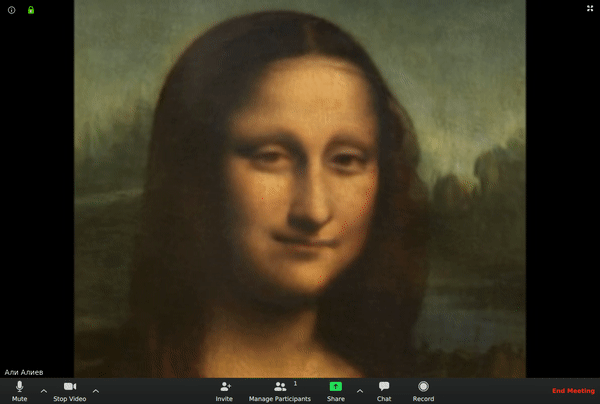 Али Алиев
Mute
Stop Video
Invite
1
Manage Participants
Share
Chat
Record
End Meeting